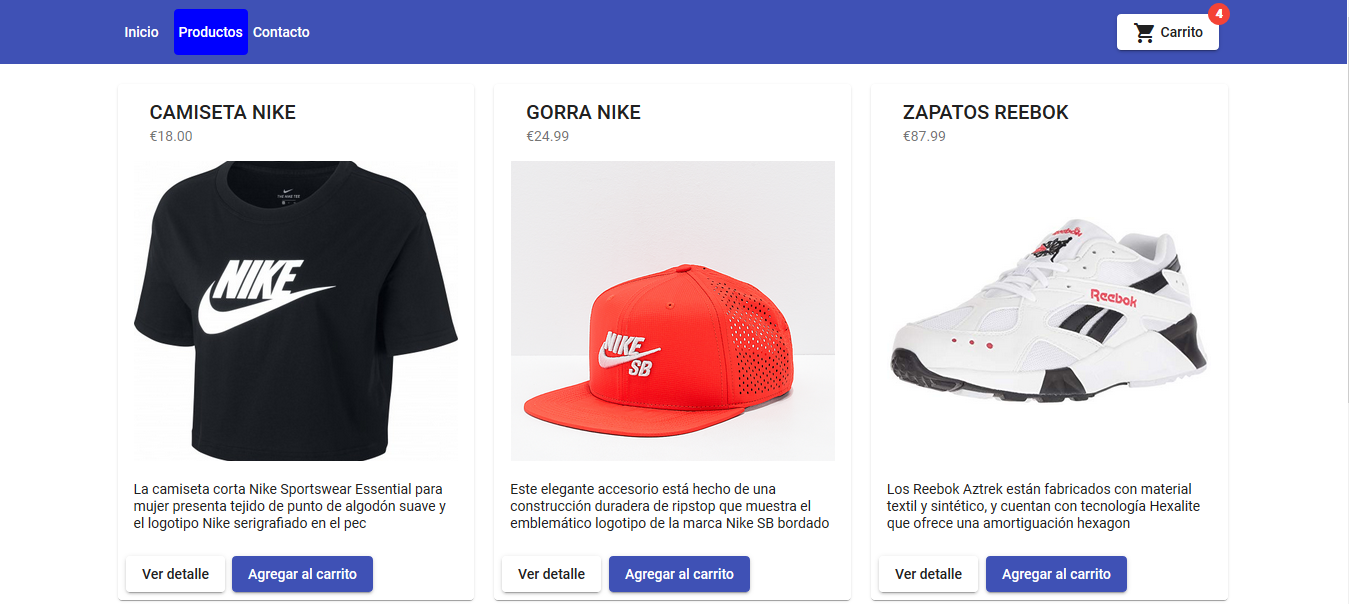 Inicio Productos Contacto
4
Carrito
CAMISETA NIKE
€18.00
NIKE
La camiseta corta Nike Sportswear Essential para
mujer presenta tejido de punto de algodón suave y
el logotipo Nike serigrafiado en el pec
Ver detalle Agregar al carrito
GORRA NIKE
€24.99
NIKE
SB
Este elegante accesorio está hecho de una
construcción duradera de ripstop que muestra el
emblemático logotipo de la marca Nike SB bordado
Ver detalle Agregar al carrito
ZAPATOS REEBOK
€87.99
Reebok
Reebok
Los Reebok Aztrek están fabricados con material
textil y sintético, y cuentan con tecnología Hexalite
que ofrece una amortiguación hexagon
Ver detalle Agregar al carrito